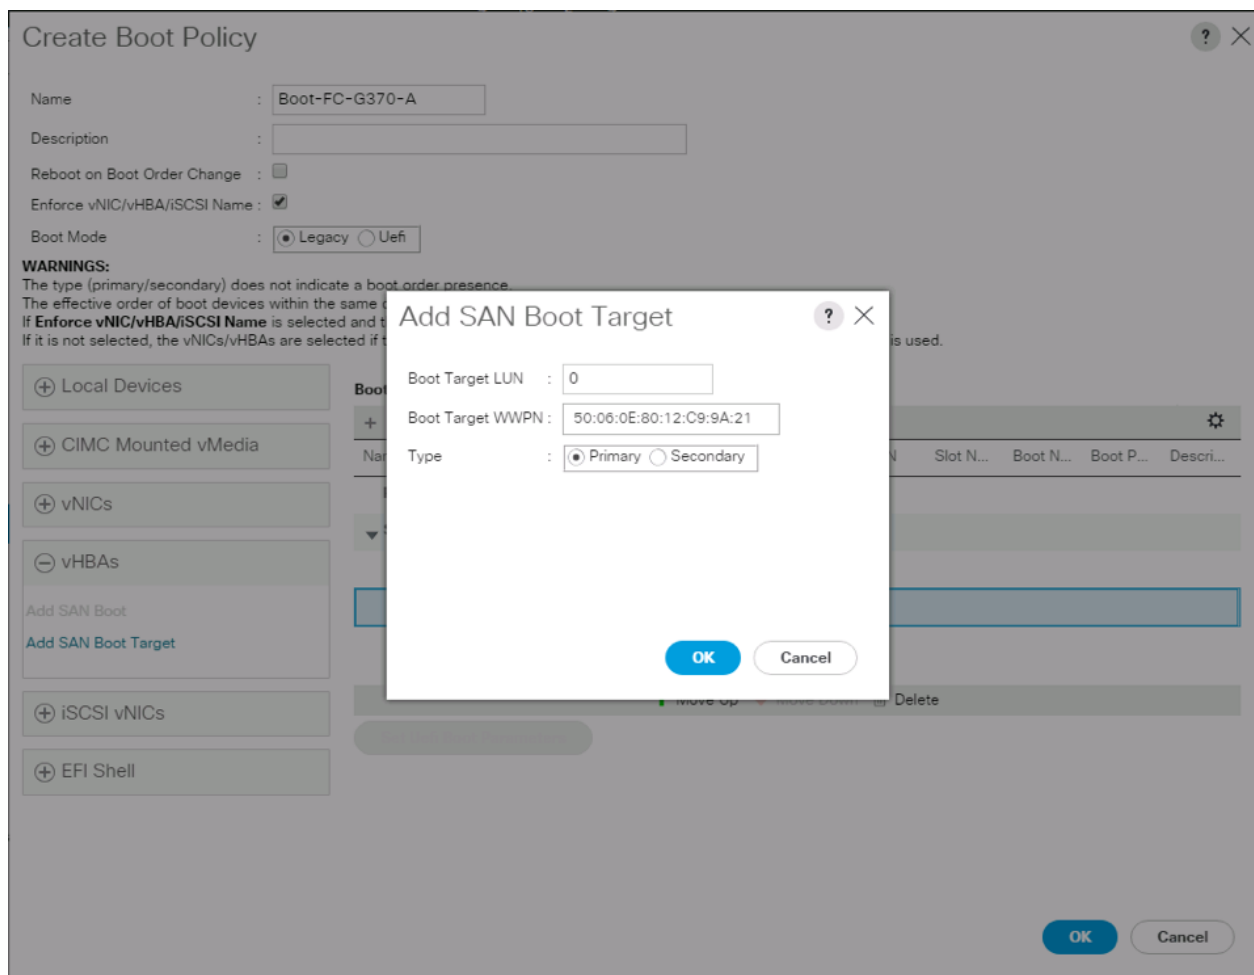 Create Boot Policy
?
Name : Boot-FC-G370-A
Description :
Reboot on Boot Order Change :
Enforce vNIC/vHBA/iSCSI Name :
Boot Mode : Legacy Uefi
WARNINGS:
The type (primary/secondary) does not indicate a boot order presence.
The effective order of boot devices within the same
If Enforce vNIC/vHBA/iSCSI Name is selected and
If it is not selected, the vNICs/vHBAs are selected if is used.
Add SAN Boot Target ?
Boot Target LUN : 0
Boot Target WWPN : 50:06:0E:80:12:C9:9A:21
Type : Primary Secondary
OK Cancel
Local Devices
CIMC Mounted vMedia
vNICs
vHBAs
Add SAN Boot
Add SAN Boot Target
iSCSI vNICs
EFI Shell
Boot
Slot N... Boot N... Boot P... Descri...
Move Up Move Down Delete
OK Cancel